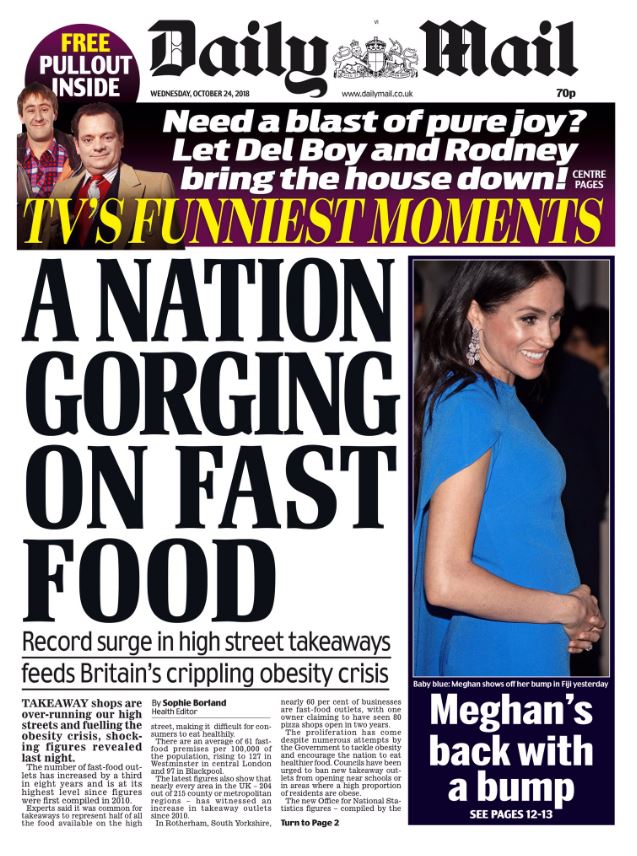 FREE
PULLOUT
INSIDE
Daily Mail
WEDNESDAY, OCTOBER 24, 2018
www.dailymail.co.uk
70p
Need a blast of pure joy?
Let Del Boy and Rodney
bring the house down!
CENTRE
PAGES
TV'S FUNNIEST MOMENTS
A NATION
GORGING
ON FAST
FOOD
Record surge in high street takeaways
feeds Britain's crippling obesity crisis
TAKEAWAY shops are
over-running our high
streets and fuelling the
obesity crisis, shock-
ing figures revealed
last night.
The number of fast-food out-
lets has increased by a third
in eight years and is at its
highest level since figures
were first compiled in 2010.
Experts said it was common for
takeaways to represent half of all
the food available on the high
By Sophie Borland
Health Editor
street, making it difficult for con-
sumers to eat healthily.
There are an average of 61 fast-
food premises per 100,000 of
the population, rising to 127 in
Westminster in central London
and 97 in Blackpool.
The latest figures also show that
nearly every area in the UK – 204
out of 215 county or metropolitan
regions – has witnessed an
increase in takeaway outlets
since 2010.
In Rotherham, South Yorkshire,
nearly 60 per cent of businesses
are fast-food outlets, with one
owner claiming to have seen 80
pizza shops open in two years.
The proliferation has come
despite numerous attempts by
the Government to tackle obesity
and encourage the nation to eat
healthier food. Councils have been
urged to ban new takeaway out-
lets from opening near schools or
in areas where a high proportion
of residents are obese.
The new Office for National Sta-
tistics figures – compiled by the
Turn to Page 2
Baby blue: Meghan shows off her bump in Fiji yesterday
Meghan's
back with
a bump
SEE PAGES 12-13